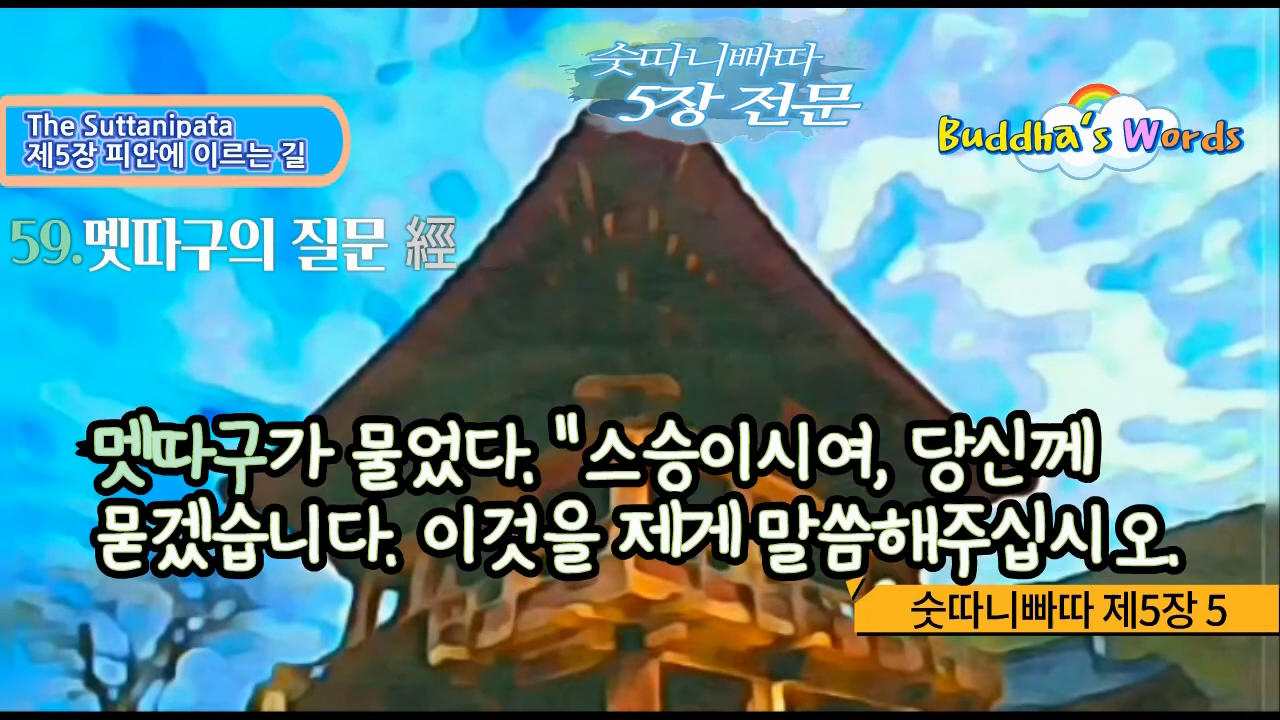 숫따니빠따
5장 전문
The Suttanipata
제5장 피안에 이르는 길
Buddha's Words
59.멧따구의 질문 經
멧따구가 물었다. "스승이시여, 당신께
묻겠습니다. 이것을 제게 말씀해주십시오.
숫따니빠따 제5장 5